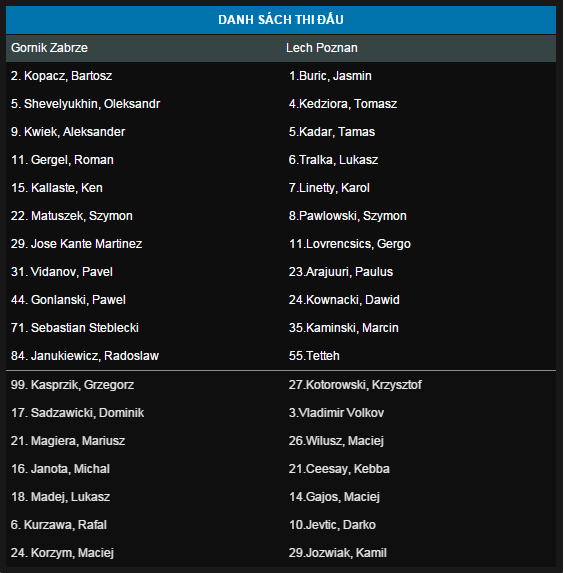 DANH SÁCH THI ĐẤU
Gornik Zabrze Lech Poznan
2. Kopacz, Bartosz 1.Buric, Jasmin
5. Shevelyukhin, Oleksandr 4.Kedziora, Tomasz
9. Kwiek, Aleksander 5.Kadar, Tamas
11. Gergel, Roman 6.Tralka, Lukasz
15. Kallaste, Ken 7.Linetty, Karol
22. Matuszek, Szymon 8.Pawlowski, Szymon
29. Jose Kante Martinez 11.Lovrencsics, Gergo
31. Vidanov, Pavel 23.Arajuuri, Paulus
44. Gonlanski, Pawel 24.Kownacki, Dawid
71. Sebastian Steblecki 35.Kaminski, Marcin
84. Janukiewicz, Radoslaw 55.Tetteh
99. Kasprzik, Grzegorz 27.Kotorowski, Krzysztof
17. Sadzawicki, Dominik 3.Vladimir Volkov
21. Magiera, Mariusz 26.Wilusz, Maciej
16. Janota, Michal 21.Ceesay, Kebba
18. Madej, Lukasz 14.Gajos, Maciej
6. Kurzawa, Rafal 10.Jevtic, Darko
24. Korzym, Maciej 29.Jozwiak, Kamil